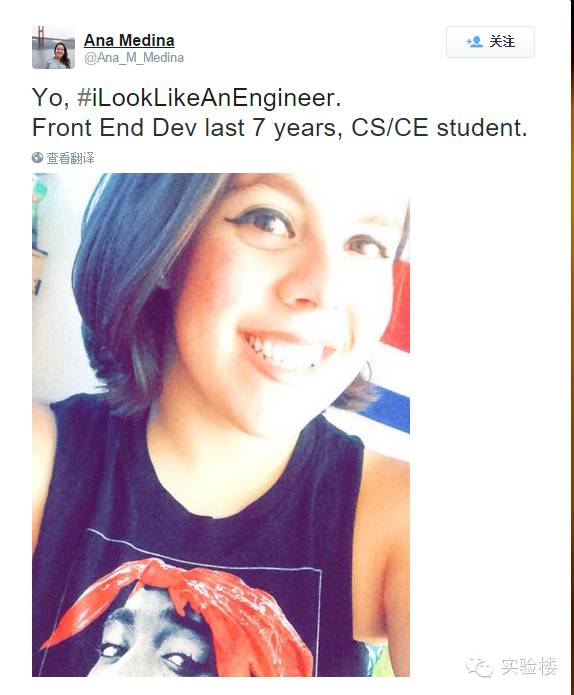 Ana Medina
@Ana_M_Medina
关注
Yo, #iLookLikeAnEngineer.
Front End Dev last 7 years, CS/CE student.
查看翻译
实验楼